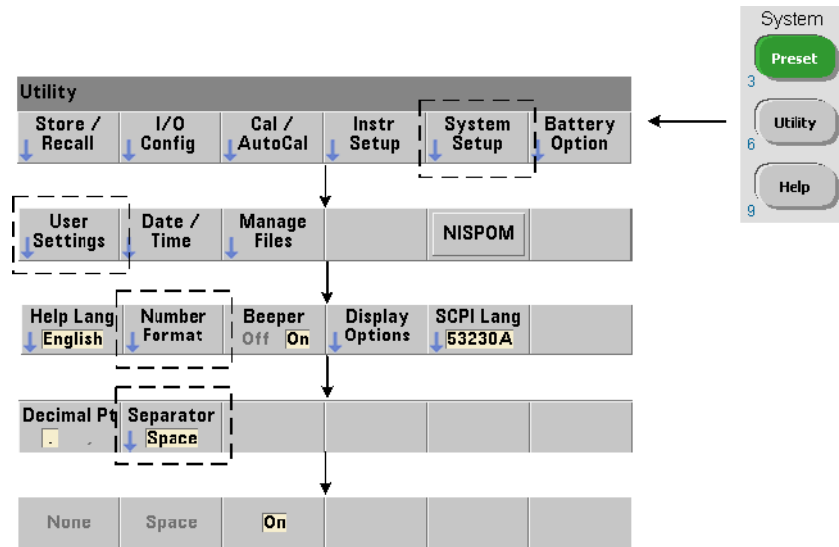 System
Preset
3
Utility
6
Help
9
Utility
Store / Recall
I/O Config
Cal / AutoCal
Instr Setup
System Setup
Battery Option
User Settings
Date / Time
Manage Files
NISPOM
Help Lang English
Number Format
Beeper Off On
Display Options
SCPI Lang 53230A
Decimal Pt . ,
Separator Space
None
Space
On